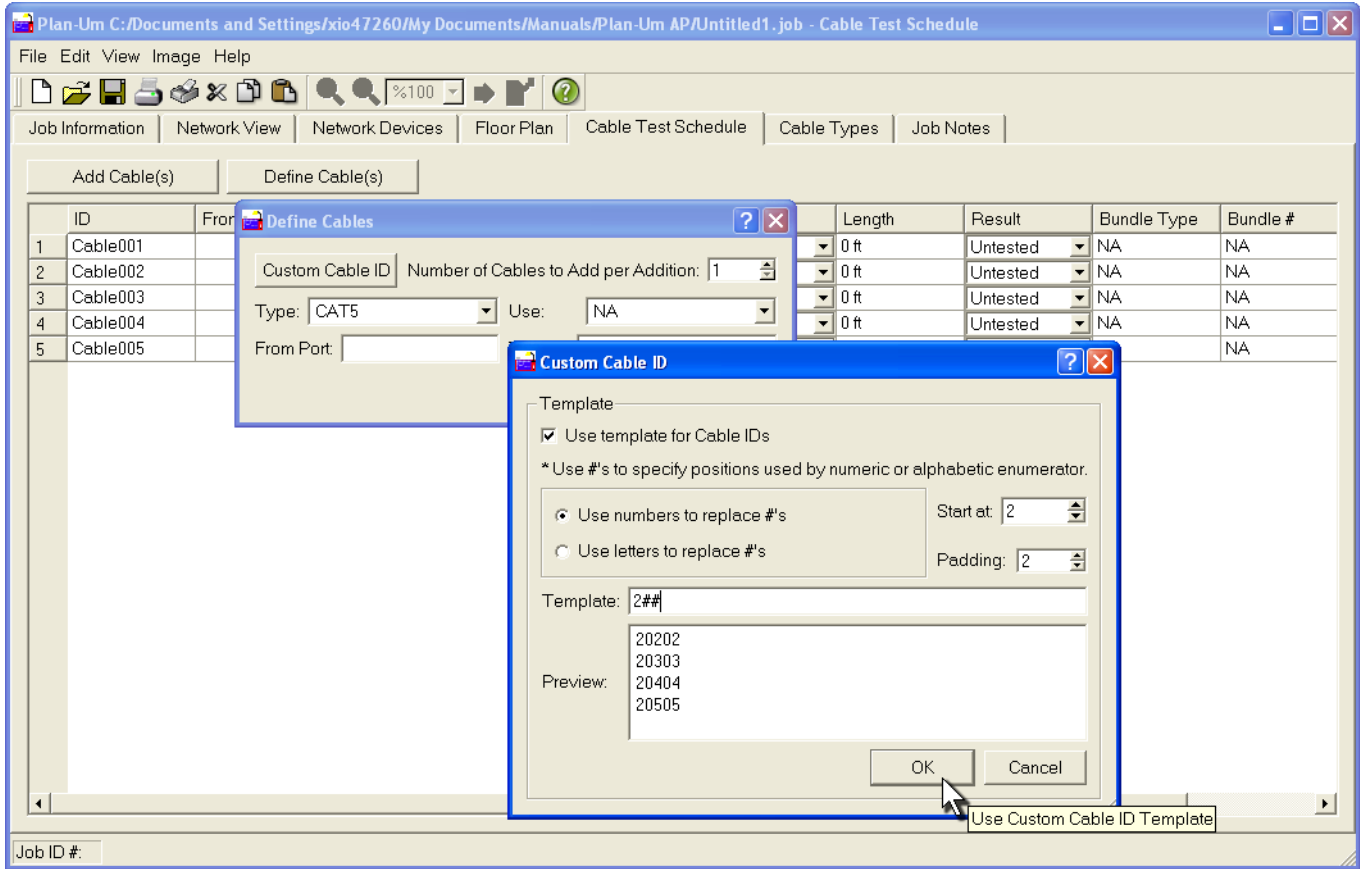 Plan-Um C:/Documents and Settings/xio47260/My Documents/Manuals/Plan-Um AP/Untitled1.job - Cable Test Schedule
File Edit View Image Help
%100
Job Information Network View Network Devices Floor Plan Cable Test Schedule Cable Types Job Notes
Add Cable(s) Define Cable(s)
ID Fron Length Result Bundle Type Bundle #
1 Cable001 0 ft Untested NA NA
2 Cable002 0 ft Untested NA NA
3 Cable003 0 ft Untested NA NA
4 Cable004 0 ft Untested NA NA
5 Cable005 NA
Define Cables
Custom Cable ID Number of Cables to Add per Addition: 1
Type: CAT5 Use: NA
From Port:
Custom Cable ID
Template
Use template for Cable IDs
* Use #'s to specify positions used by numeric or alphabetic enumerator.
Use numbers to replace #'s Start at: 2
Use letters to replace #'s Padding: 2
Template: 2##
Preview:
20202
20303
20404
20505
OK Cancel
Use Custom Cable ID Template
Job ID #: